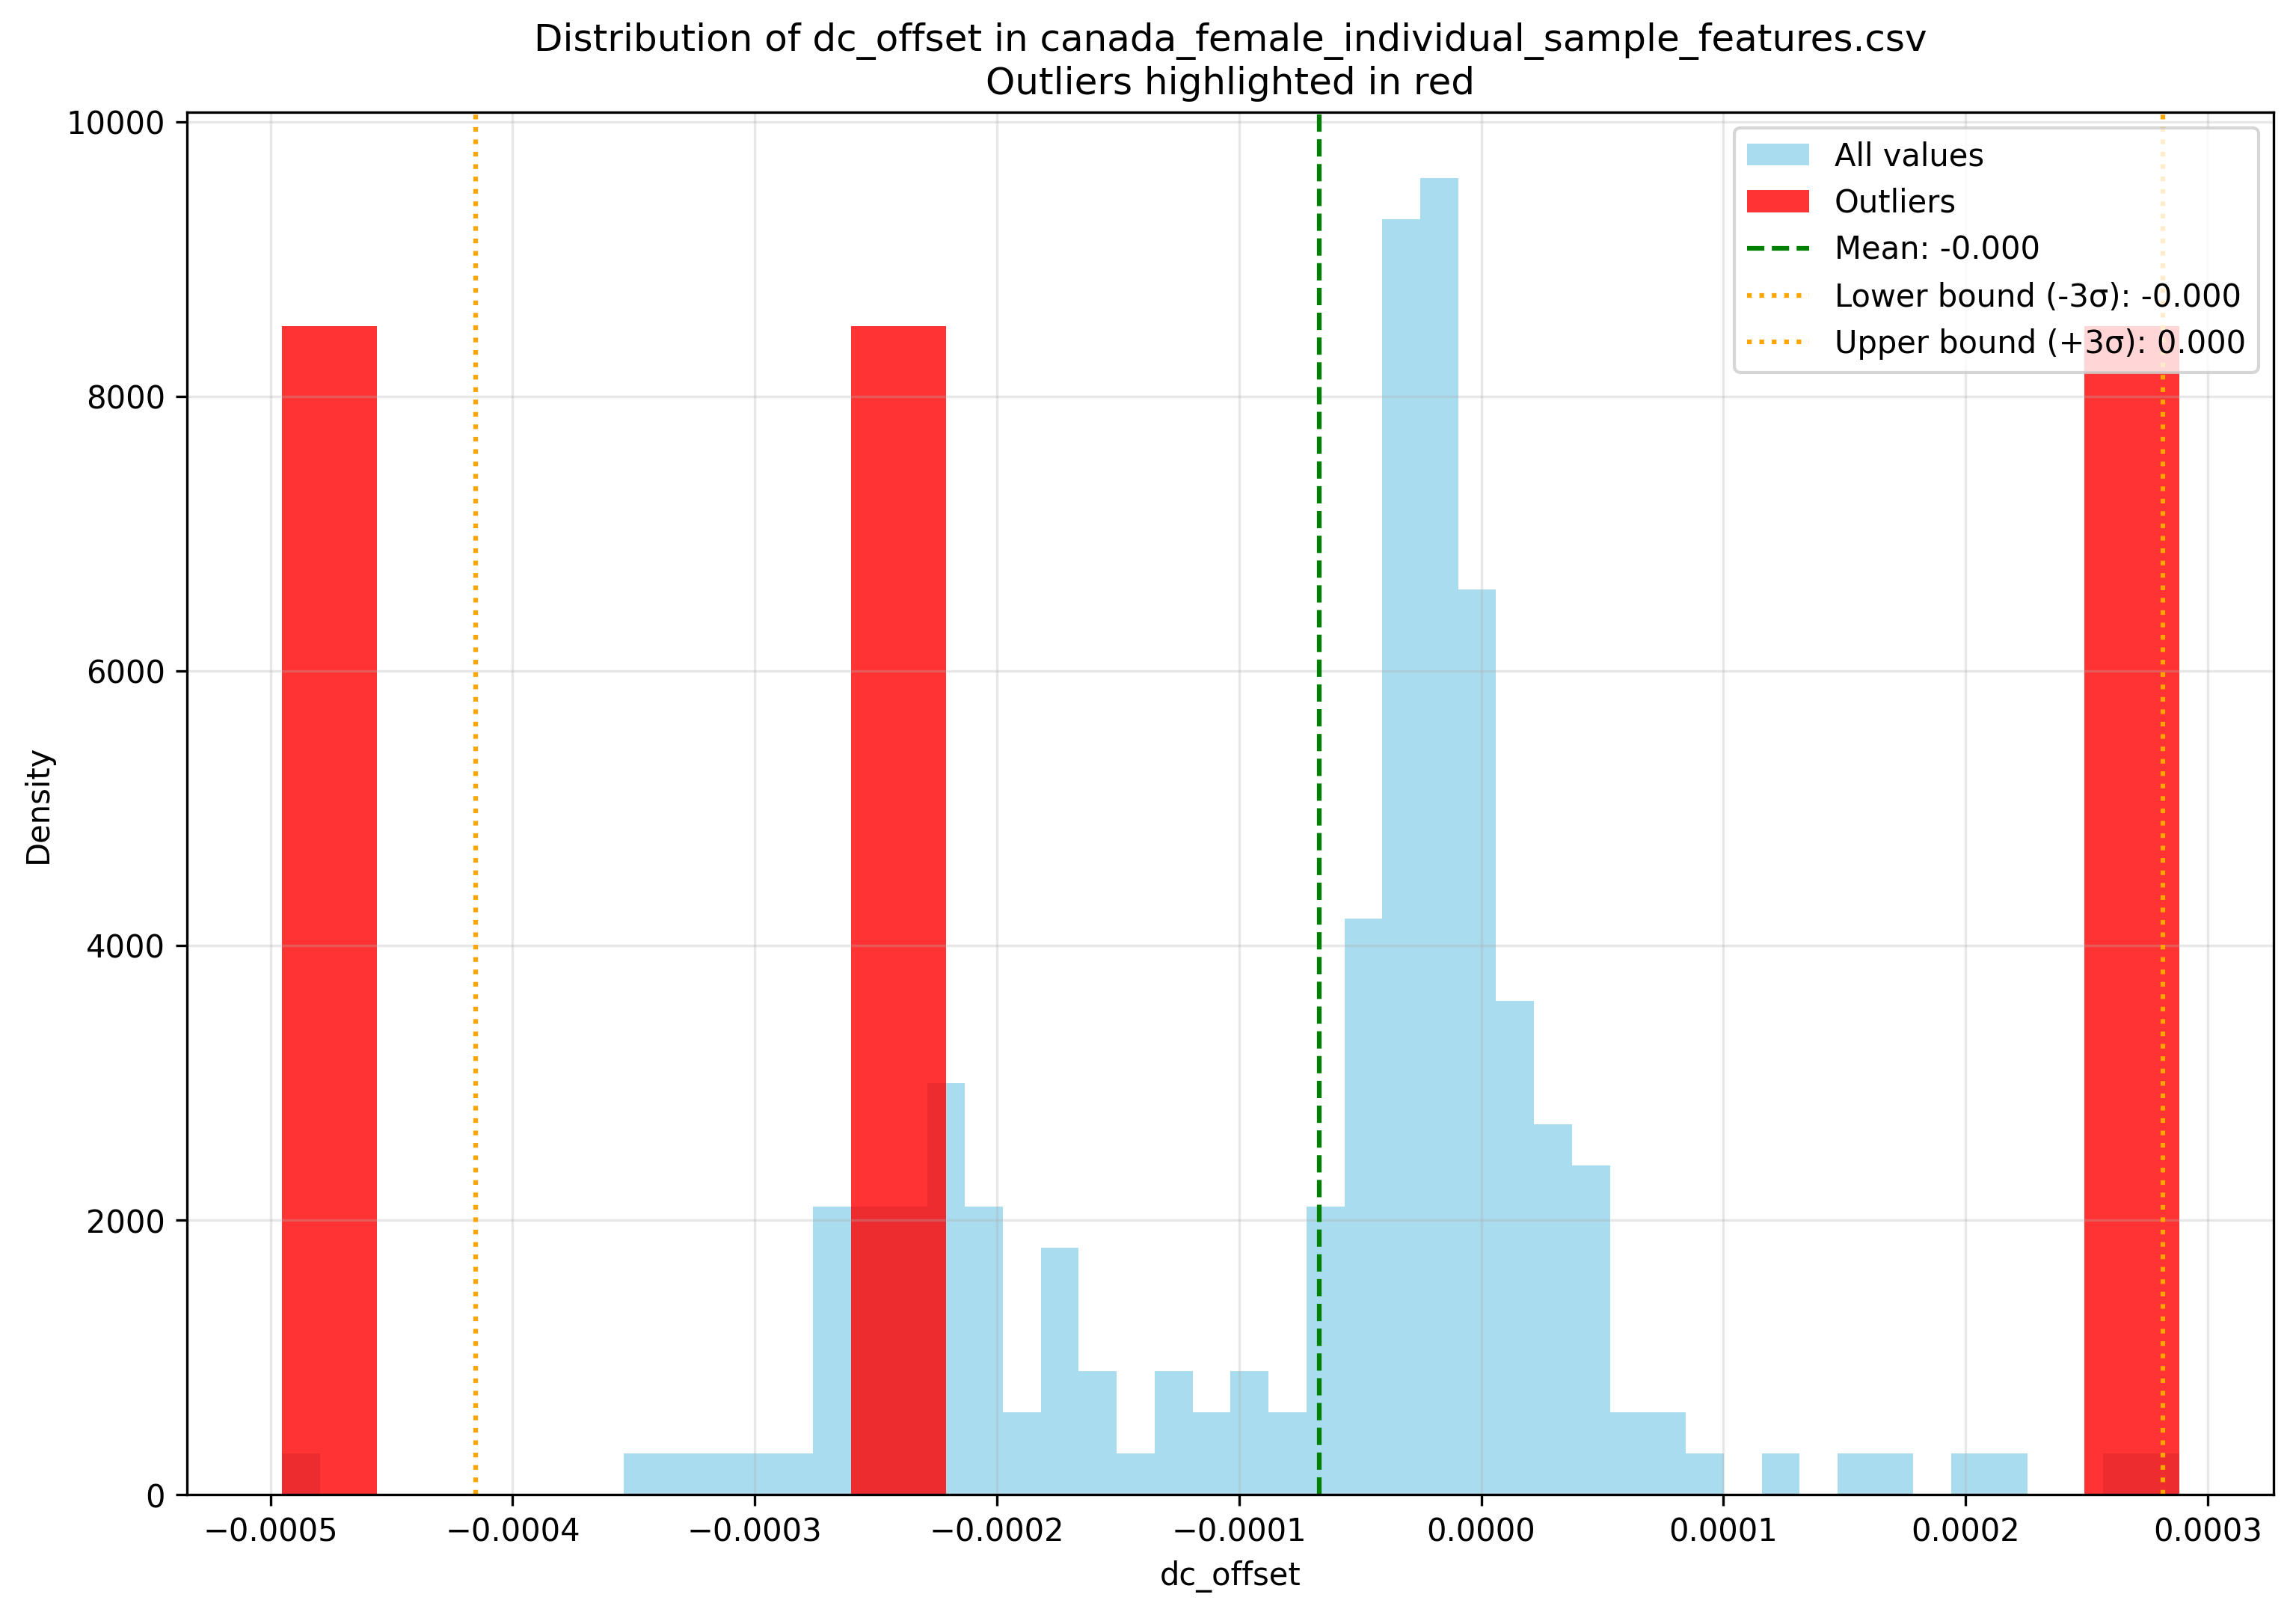 Distribution of dc_offset in canada_female_individual_sample_features.csv
Outliers highlighted in red
10000
8000
6000
4000
2000
0
Density
All values
Outliers
Mean: -0.000
Lower bound (-3σ): -0.000
Upper bound (+3σ): 0.000
−0.0005 −0.0004 −0.0003 −0.0002 −0.0001 0.0000 0.0001 0.0002 0.0003
dc_offset